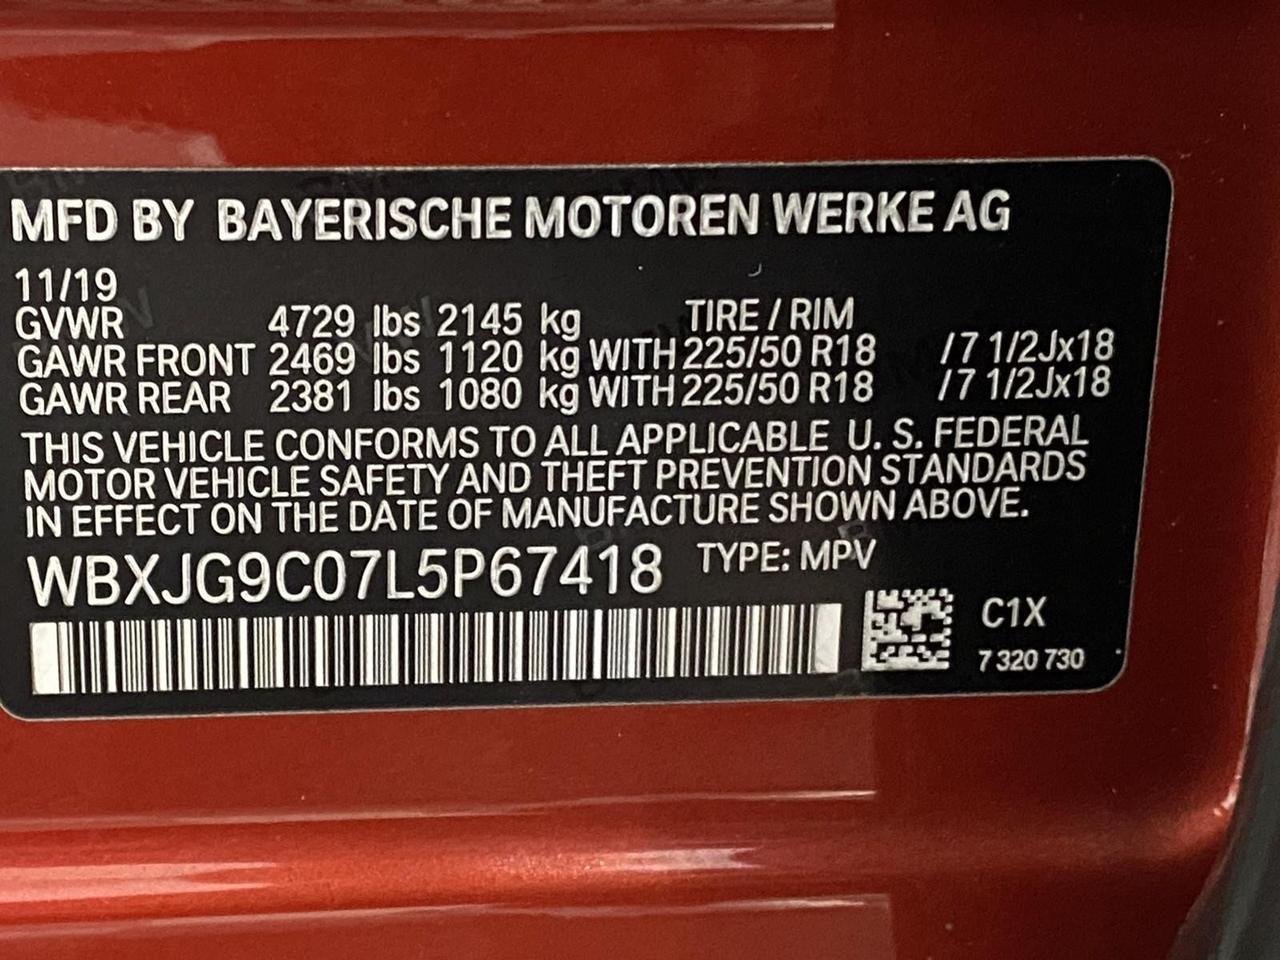 MFD BY BAYERISCHE MOTOREN WERKE AG
11/19
GVWR 4729 lbs 2145 kg TIRE / RIM
GAWR FRONT 2469 lbs 1120 kg WITH 225/50 R18 /7 1/2Jx18
GAWR REAR 2381 lbs 1080 kg WITH 225/50 R18 /7 1/2Jx18
THIS VEHICLE CONFORMS TO ALL APPLICABLE U. S. FEDERAL
MOTOR VEHICLE SAFETY AND THEFT PREVENTION STANDARDS
IN EFFECT ON THE DATE OF MANUFACTURE SHOWN ABOVE.
WBXJG9C07L5P67418 TYPE: MPV
C1X
7 320 730